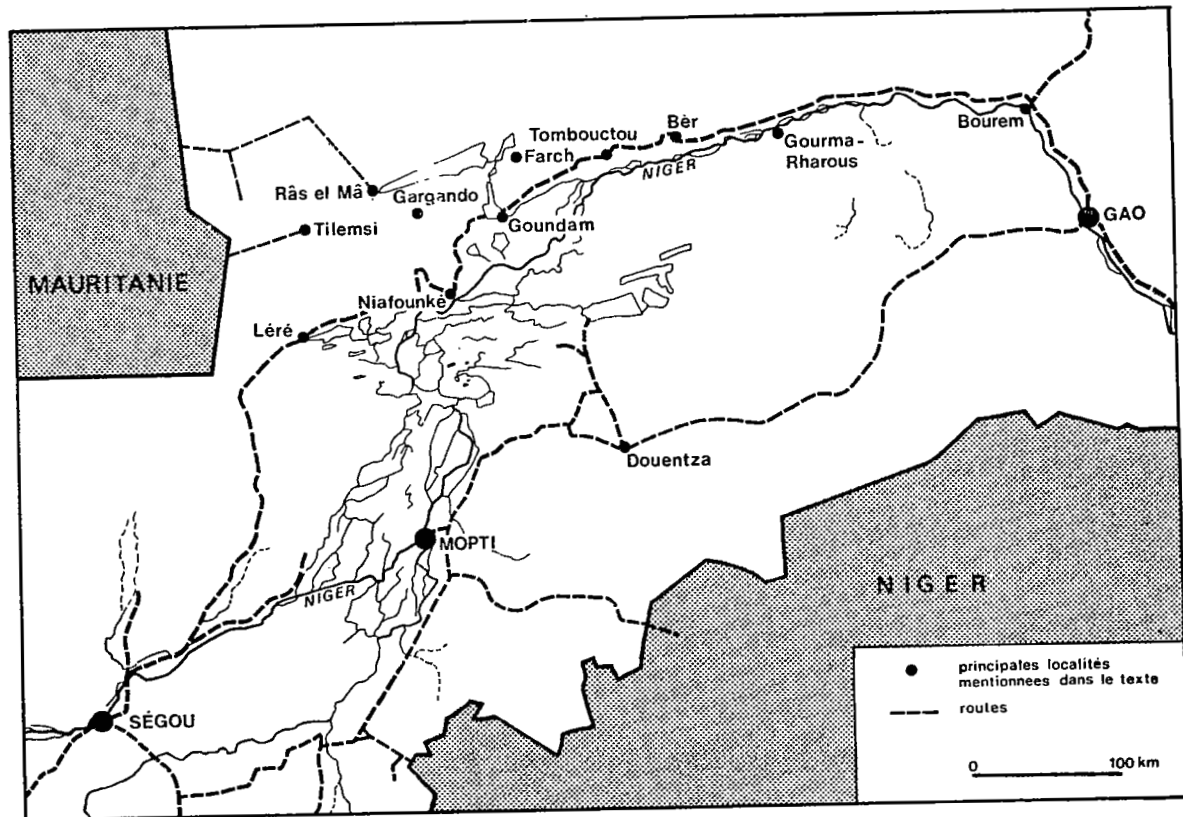 Bèr
Tombouctou
Farch
Bourem
Gourma-
Rharous
NIGER
Râs el Mâ
Gargando
Goundam
GAO
Tilemsi
MAURITANIE
Niafounké
Léré
Douentza
MOPTI
NIGER
NIGER
principales localités
mentionnees dans le texte
SÉGOU
routes
0 100 km